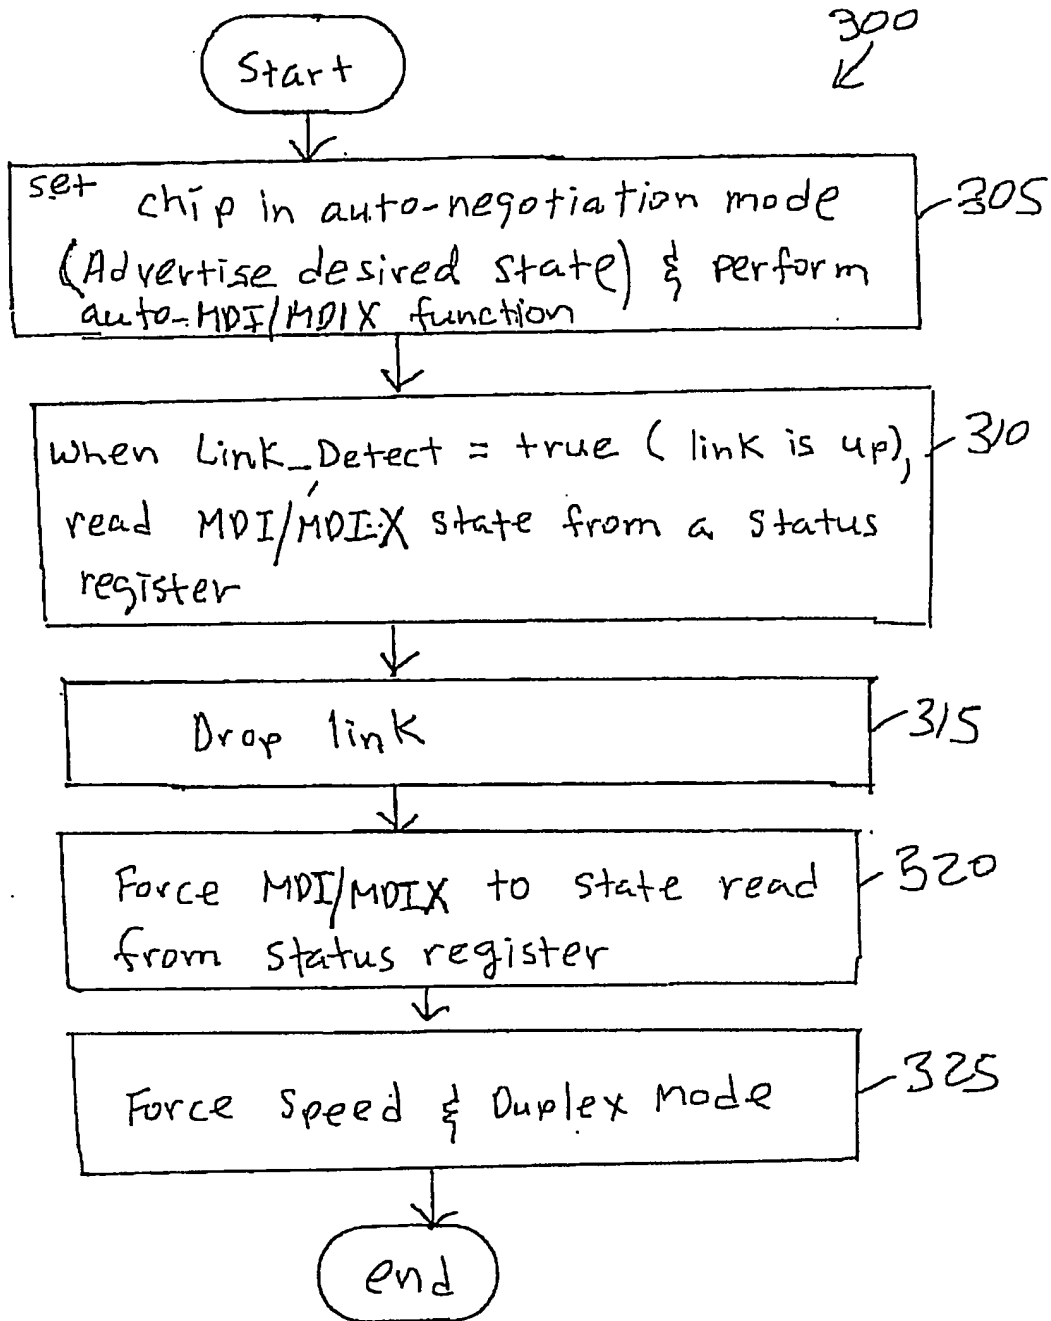 300
Start
set chip in auto-negotiation mode
(Advertise desired state) & perform
auto-MDI/MDIX function
305
when Link_Detect = true (link is up),
read MDI/MDI-X state from a status
register
310
Drop link
315
Force MDI/MDIX to state read
from status register
320
Force Speed & Duplex Mode
325
end